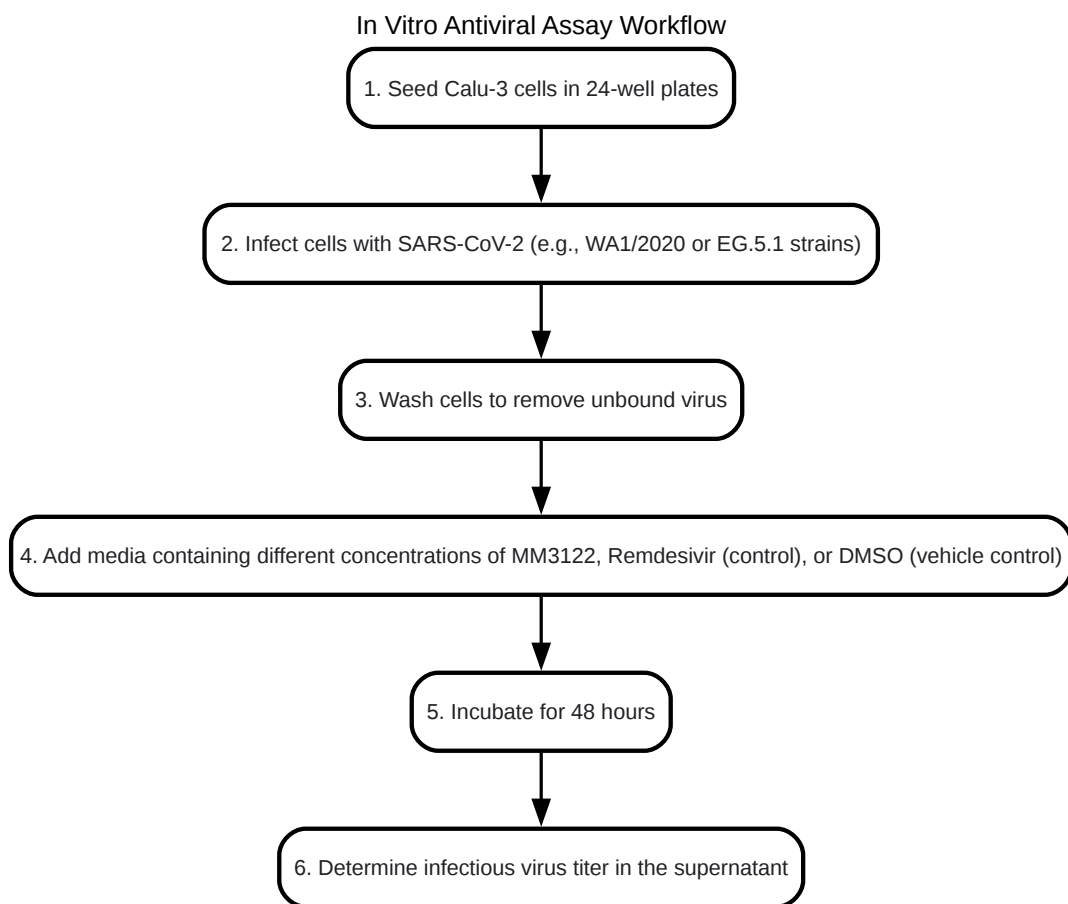 In Vitro Antiviral Assay Workflow
1. Seed Calu-3 cells in 24-well plates
2. Infect cells with SARS-CoV-2 (e.g., WA1/2020 or EG.5.1 strains)
3. Wash cells to remove unbound virus
4. Add media containing different concentrations of MM3122, Remdesivir (control), or DMSO (vehicle control)
5. Incubate for 48 hours
6. Determine infectious virus titer in the supernatant